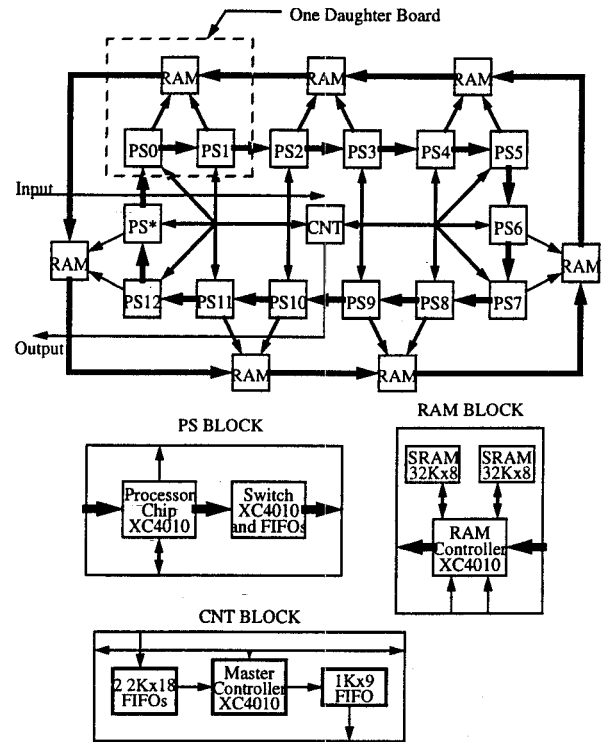 One Daughter Board
RAM
RAM
RAM
PS0
PS1
PS2
PS3
PS4
PS5
Input
PS*
CNT
PS6
RAM
RAM
PS12
PS11
PS10
PS9
PS8
PS7
Output
RAM
RAM
PS BLOCK
Processor
Chip
XC4010
Switch
XC4010
and FIFOs
RAM BLOCK
SRAM
32Kx8
SRAM
32Kx8
RAM
Controller
XC4010
CNT BLOCK
2 2Kx18
FIFOs
Master
Controller
XC4010
1Kx9
FIFO